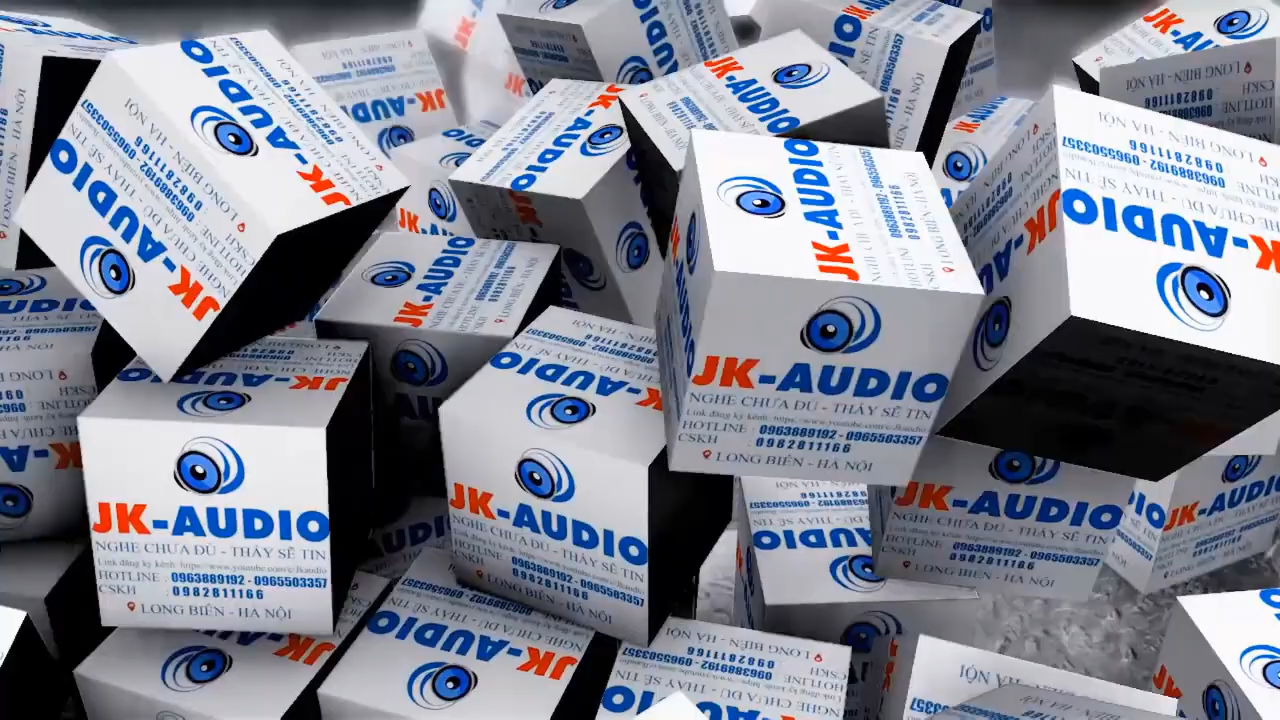 JK-AUDIO
NGHE CHƯA ĐỦ - THẤY SẼ TIN
Link đăng ký kênh: https://www.youtube.com/c/jkaudio
HOTLINE : 0963889192 - 0965503357
CSKH : 0982811166
LONG BIÊN - HÀ NỘI